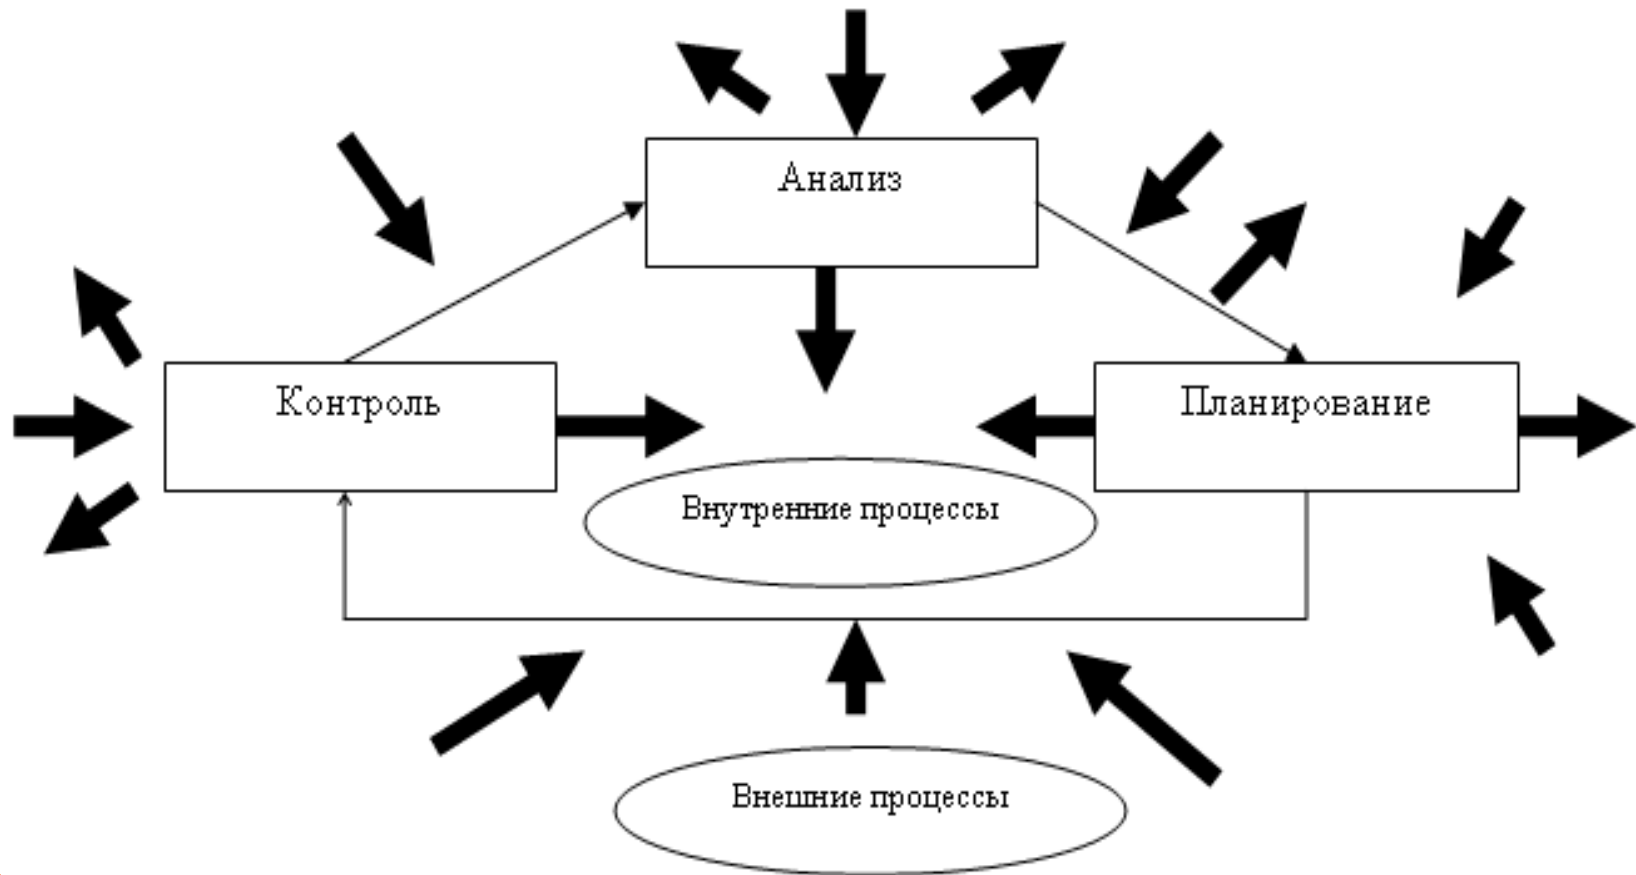 Анализ
Контроль
Планирование
Внутренние процессы
Внешние процессы